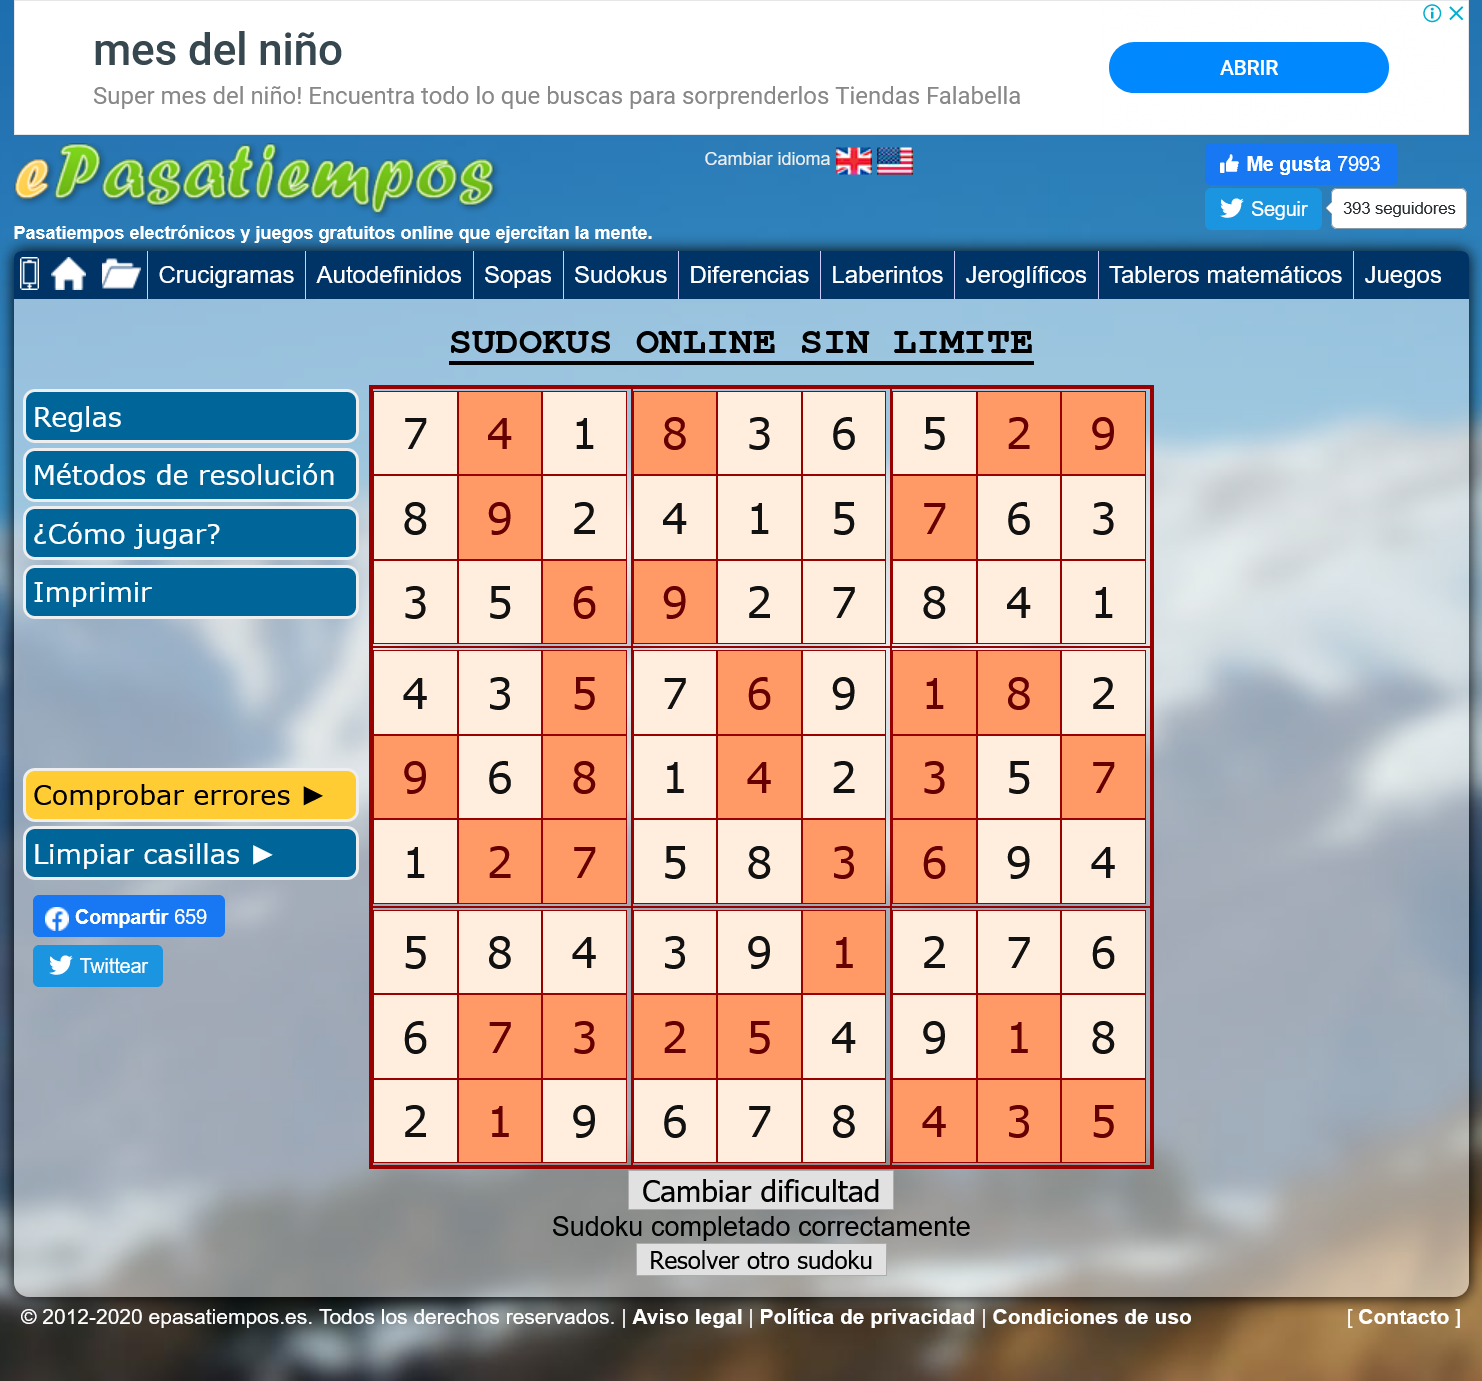 mes del niño
Super mes del niño! Encuentra todo lo que buscas para sorprenderlos Tiendas Falabella
ABRIR
ePasatiempos
Cambiar idioma
Me gusta 7993
Seguir
393 seguidores
Pasatiempos electrónicos y juegos gratuitos online que ejercitan la mente.
Crucigramas Autodefinidos Sopas Sudokus Diferencias Laberintos Jeroglíficos Tableros matemáticos Juegos
SUDOKUS ONLINE SIN LIMITE
Reglas
Métodos de resolución
¿Cómo jugar?
Imprimir
Comprobar errores ►
Limpiar casillas ►
Compartir 659
Twittear
7 4 1 8 3 6 5 2 9
8 9 2 4 1 5 7 6 3
3 5 6 9 2 7 8 4 1
4 3 5 7 6 9 1 8 2
9 6 8 1 4 2 3 5 7
1 2 7 5 8 3 6 9 4
5 8 4 3 9 1 2 7 6
6 7 3 2 5 4 9 1 8
2 1 9 6 7 8 4 3 5
Cambiar dificultad
Sudoku completado correctamente
Resolver otro sudoku
© 2012-2020 epasatiempos.es. Todos los derechos reservados. | Aviso legal | Política de privacidad | Condiciones de uso [ Contacto ]